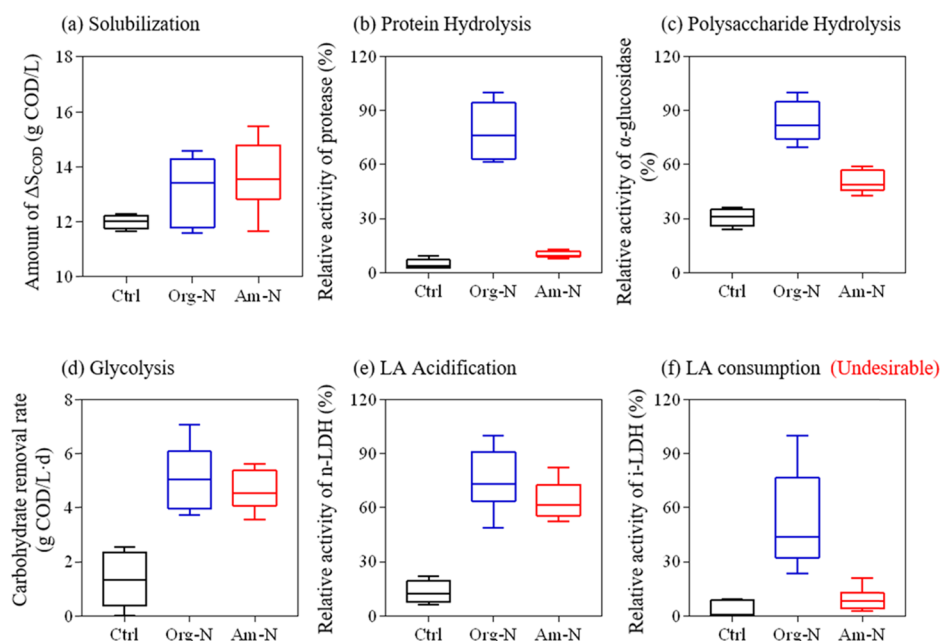 (a) Solubilization
Amount of ΔS_COD (g COD/L)
18
16
14
12
10
Ctrl Org-N Am-N
(b) Protein Hydrolysis
Relative activity of protease (%)
120
90
60
30
0
Ctrl Org-N Am-N
(c) Polysaccharide Hydrolysis
Relative activity of α-glucosidase
(%)
120
90
60
30
0
Ctrl Org-N Am-N
(d) Glycolysis
Carbohydrate removal rate
(g COD/L·d)
8
6
4
2
0
Ctrl Org-N Am-N
(e) LA Acidification
Relative activity of n-LDH (%)
120
90
60
30
0
Ctrl Org-N Am-N
(f) LA consumption (Undesirable)
Relative activity of i-LDH (%)
120
90
60
30
0
Ctrl Org-N Am-N